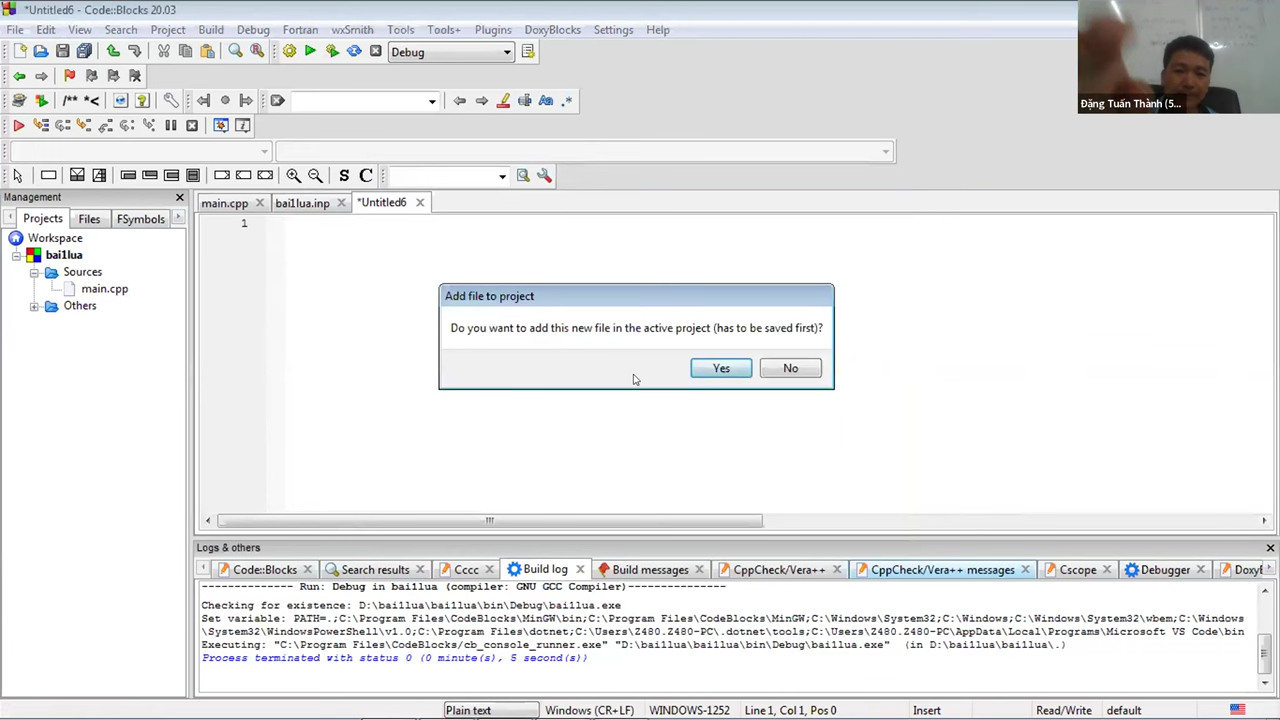 *Untitled6 - Code::Blocks 20.03
File Edit View Search Project Build Debug Fortran wxSmith Tools Tools+ Plugins DoxyBlocks Settings Help
Debug
/** *<
Aa .*
S C
Đặng Tuấn Thành (5...
Management
main.cpp bai1lua.inp *Untitled6
Projects Files FSymbols
1
Workspace
bai1lua
Sources
main.cpp
Others
Add file to project
Do you want to add this new file in the active project (has to be saved first)?
Yes No
Logs & others
Code::Blocks Search results Cccc Build log Build messages CppCheck/Vera++ CppCheck/Vera++ messages Cscope Debugger Doxyl
-------------- Run: Debug in bai1lua (compiler: GNU GCC Compiler)---------------
Checking for existence: D:\bai1lua\bai1lua\bin\Debug\bai1lua.exe
Set variable: PATH=.;C:\Program Files\CodeBlocks\MinGW\bin;C:\Program Files\CodeBlocks\MinGW;C:\Windows\System32;C:\Windows;C:\Windows\System32\wbem;C:\Windows
\System32\WindowsPowerShell\v1.0;C:\Program Files\dotnet;C:\Users\Z480.Z480-PC\.dotnet\tools;C:\Users\Z480.Z480-PC\AppData\Local\Programs\Microsoft VS Code\bin
Executing: "C:\Program Files\CodeBlocks/cb_console_runner.exe" "D:\bai1lua\bai1lua\bin\Debug\bai1lua.exe" (in D:\bai1lua\bai1lua\.)
Process terminated with status 0 (0 minute(s), 5 second(s))
Plain text Windows (CR+LF) WINDOWS-1252 Line 1, Col 1, Pos 0 Insert Read/Write default